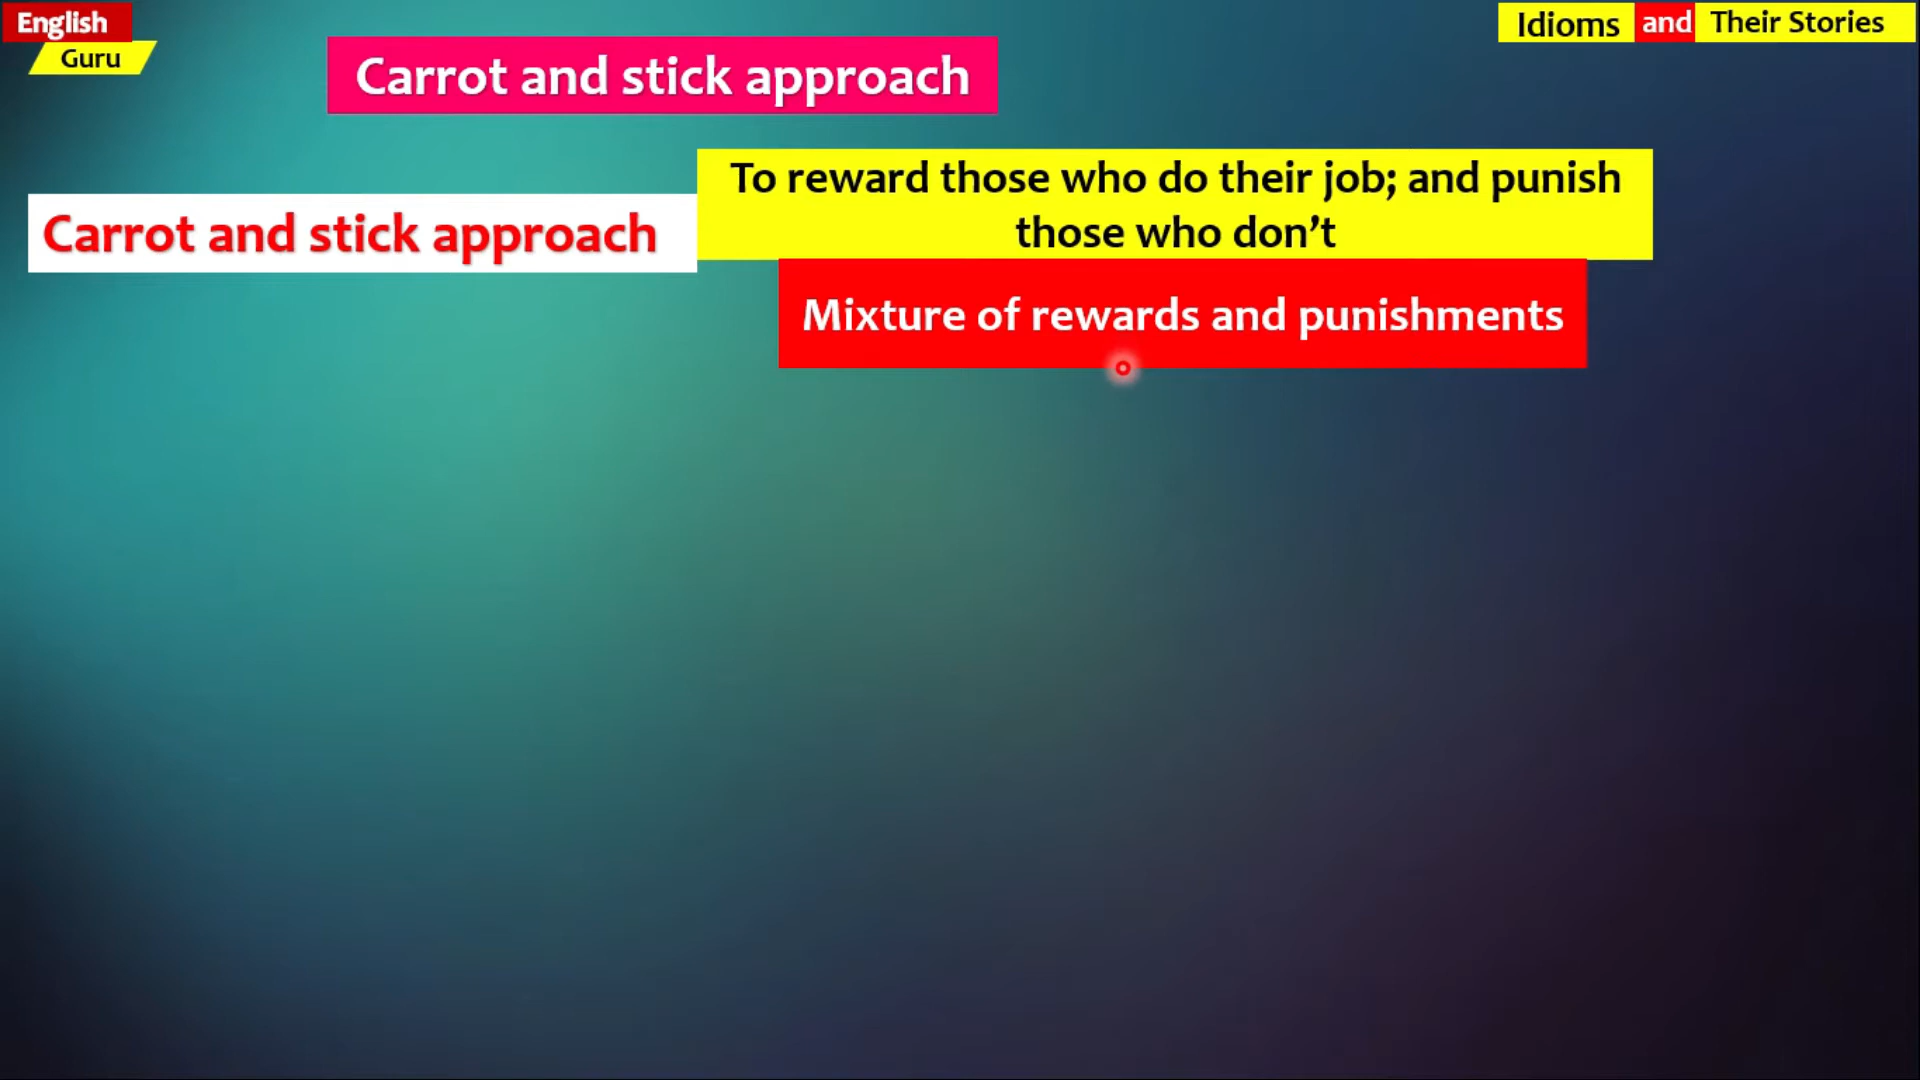 English
Guru
Idioms and Their Stories
Carrot and stick approach
Carrot and stick approach
To reward those who do their job; and punish
those who don’t
Mixture of rewards and punishments